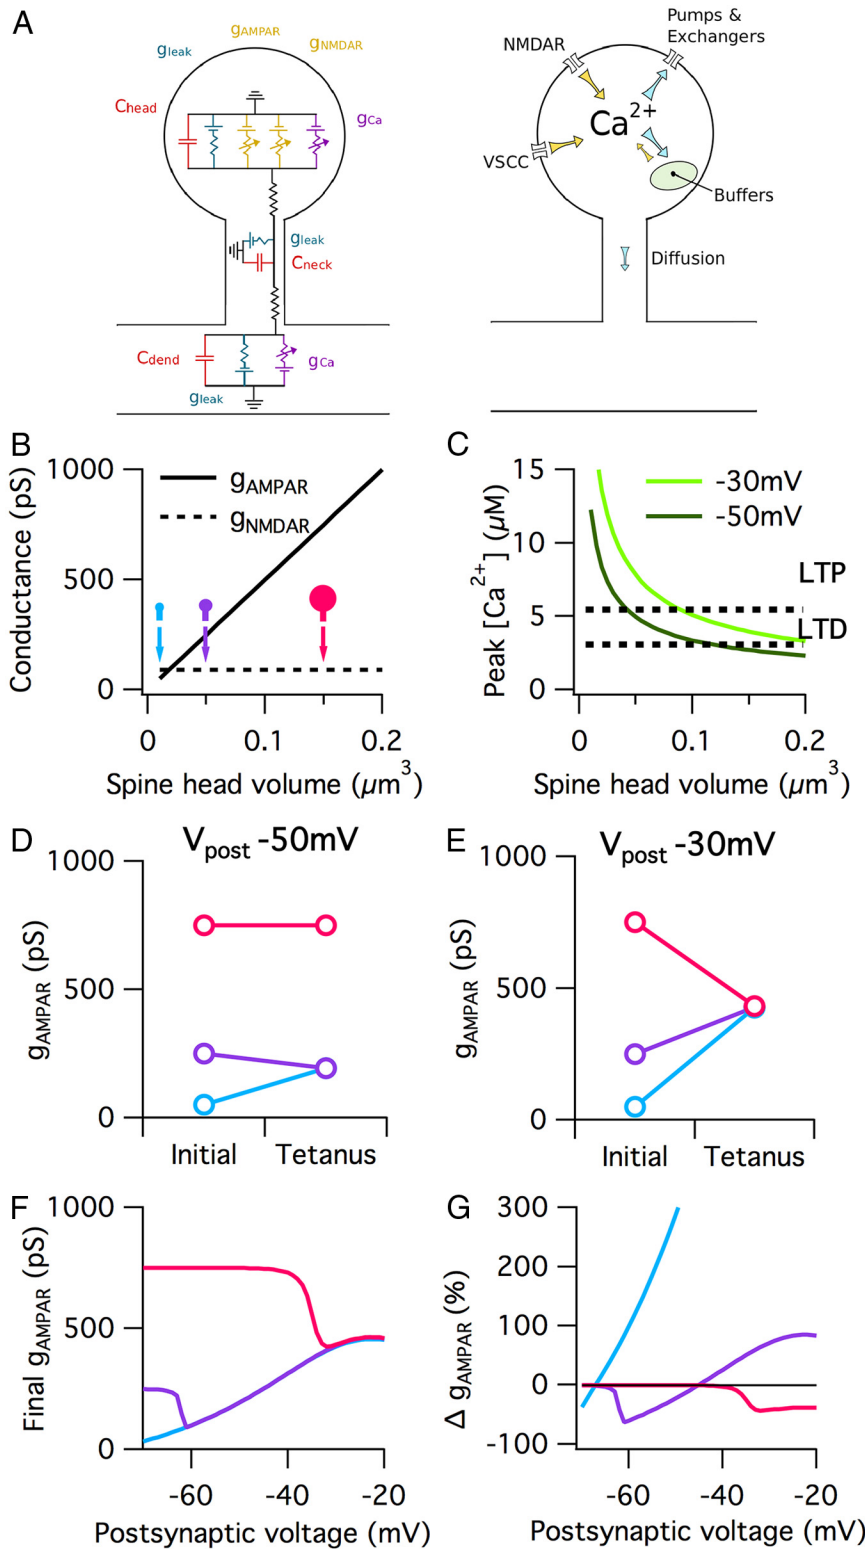 A
gAMPAR
gleak
gNMDAR
Chead
gCa
gleak
Cneck
Cdend
gCa
gleak
Pumps &
Exchangers
NMDAR
Ca2+
VSCC
Buffers
Diffusion
B
1000
gAMPAR
gNMDAR
500
0
Conductance (pS)
0
0.1
0.2
Spine head volume (μm3)
C
15
-30mV
-50mV
10
LTP
5
LTD
0
Peak [Ca2+] (μM)
0
0.1
0.2
Spine head volume (μm3)
D
Vpost -50mV
1000
500
0
gAMPAR (pS)
Initial
Tetanus
E
Vpost -30mV
1000
500
0
gAMPAR (pS)
Initial
Tetanus
F
1000
500
0
Final gAMPAR (pS)
-60
-40
-20
Postsynaptic voltage (mV)
G
300
200
100
0
-100
Δ gAMPAR (%)
-60
-40
-20
Postsynaptic voltage (mV)